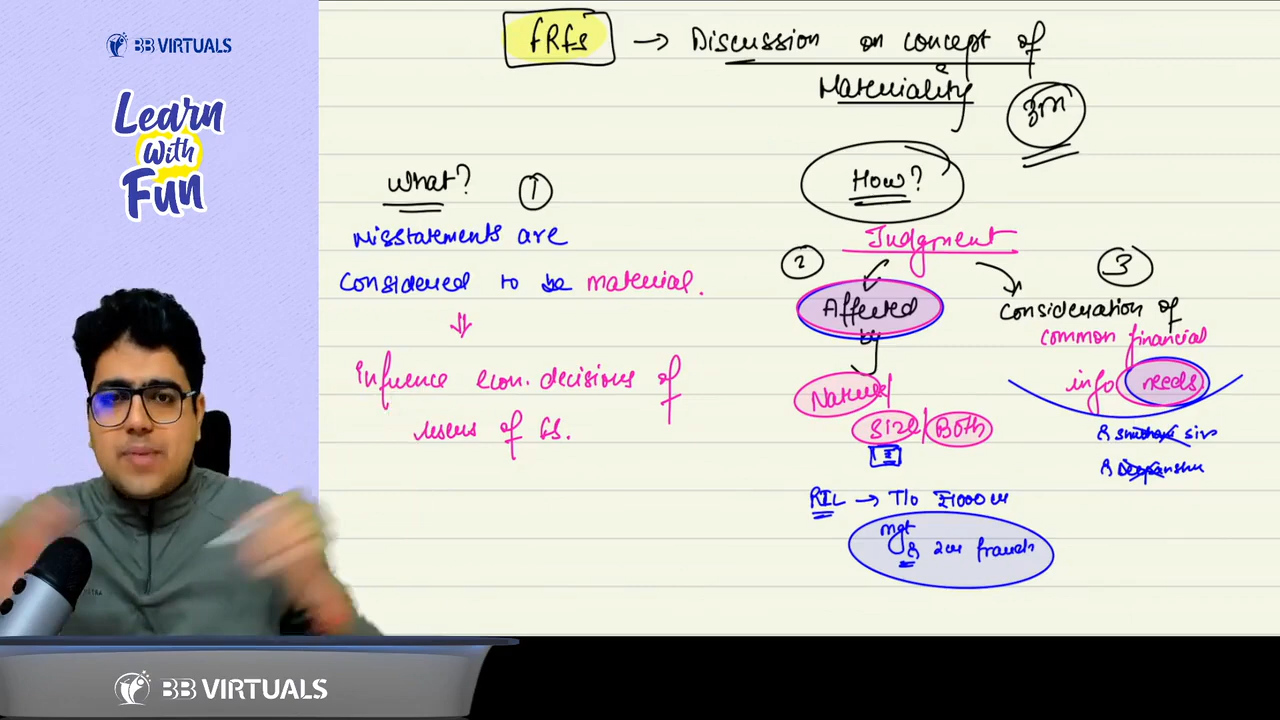 BB VIRTUALS
Learn
With
Fun
FRFs → Discussion on concept of
Materiality
3M
What? ①
Misstatements are
considered to be material.
⇓
Influence econ. decisions of
users of FS.
How?
Judgment
②
Affected
by
Nature/
Size/Both
RIL → T/o ₹1000 cr
mgt
→ 2cr fraud
③
Consideration of
common financial
info needs
BB VIRTUALS